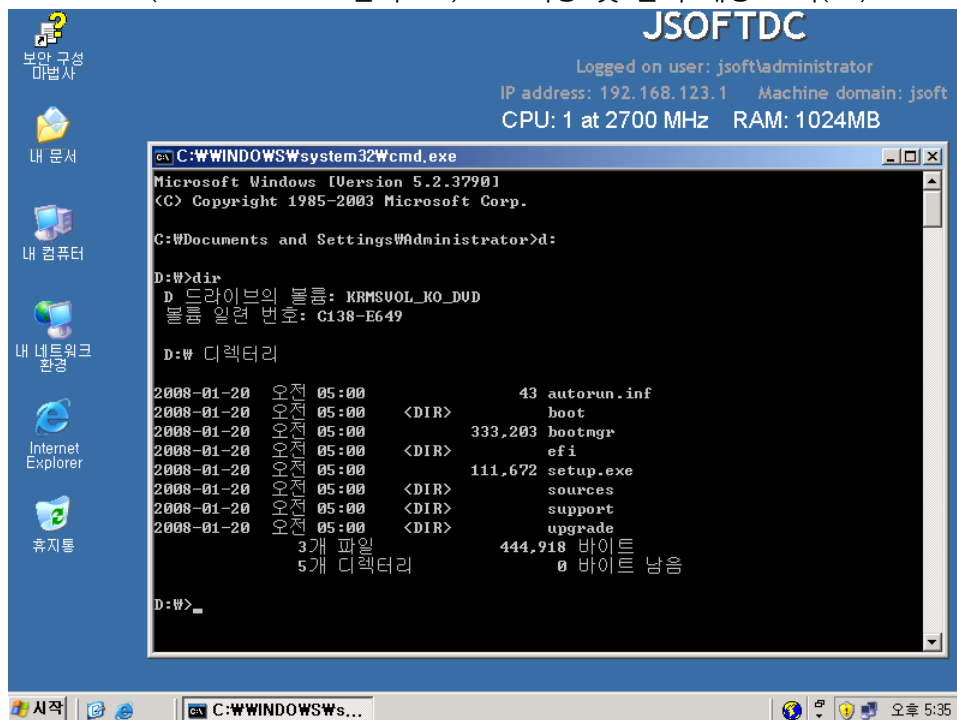 JSOFTDC
Logged on user: jsoft\administrator
IP address: 192.168.123.1 Machine domain: jsoft
CPU: 1 at 2700 MHz RAM: 1024MB
보안 구성
마법사
내 문서
내 컴퓨터
내 네트워크
환경
Internet
Explorer
휴지통
C:₩WINDOWS₩system32₩cmd.exe
Microsoft Windows [Version 5.2.3790]
(C) Copyright 1985-2003 Microsoft Corp.
C:₩Documents and Settings₩Administrator>d:
D:₩>dir
D 드라이브의 볼륨: KRMSVOL_KO_DVD
볼륨 일련 번호: C138-E649
D:₩ 디렉터리
2008-01-20 오전 05:00 43 autorun.inf
2008-01-20 오전 05:00 <DIR> boot
2008-01-20 오전 05:00 333,203 bootmgr
2008-01-20 오전 05:00 <DIR> efi
2008-01-20 오전 05:00 111,672 setup.exe
2008-01-20 오전 05:00 <DIR> sources
2008-01-20 오전 05:00 <DIR> support
2008-01-20 오전 05:00 <DIR> upgrade
3개 파일 444,918 바이트
5개 디렉터리 0 바이트 남음
D:₩>_
시작
C:₩WINDOWS₩s...
오후 5:35